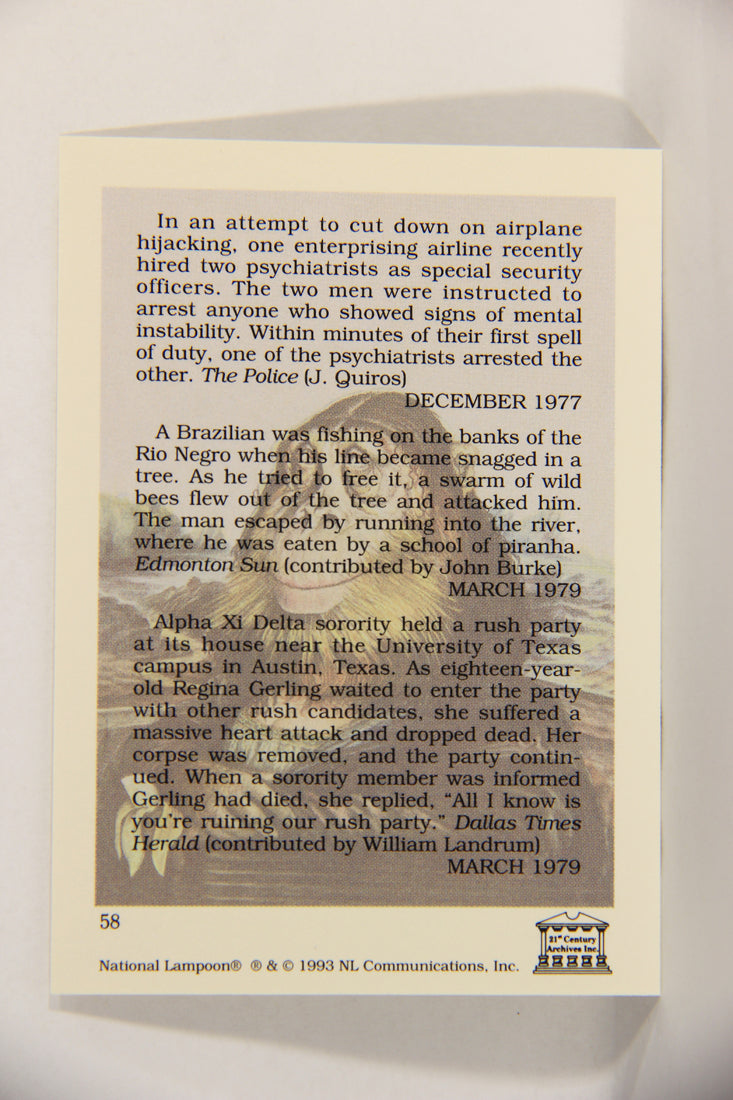 In an attempt to cut down on airplane
hijacking, one enterprising airline recently
hired two psychiatrists as special security
officers. The two men were instructed to
arrest anyone who showed signs of mental
instability. Within minutes of their first spell
of duty, one of the psychiatrists arrested the
other. The Police (J. Quiros)
DECEMBER 1977
A Brazilian was fishing on the banks of the
Rio Negro when his line became snagged in a
tree. As he tried to free it, a swarm of wild
bees flew out of the tree and attacked him.
The man escaped by running into the river,
where he was eaten by a school of piranha.
Edmonton Sun (contributed by John Burke)
MARCH 1979
Alpha Xi Delta sorority held a rush party
at its house near the University of Texas
campus in Austin, Texas. As eighteen-year-
old Regina Gerling waited to enter the party
with other rush candidates, she suffered a
massive heart attack and dropped dead. Her
corpse was removed, and the party contin-
ued. When a sorority member was informed
Gerling had died, she replied, “All I know is
you’re ruining our rush party.” Dallas Times
Herald (contributed by William Landrum)
MARCH 1979
58
21st Century
Archives Inc.
National Lampoon® ® & © 1993 NL Communications, Inc.